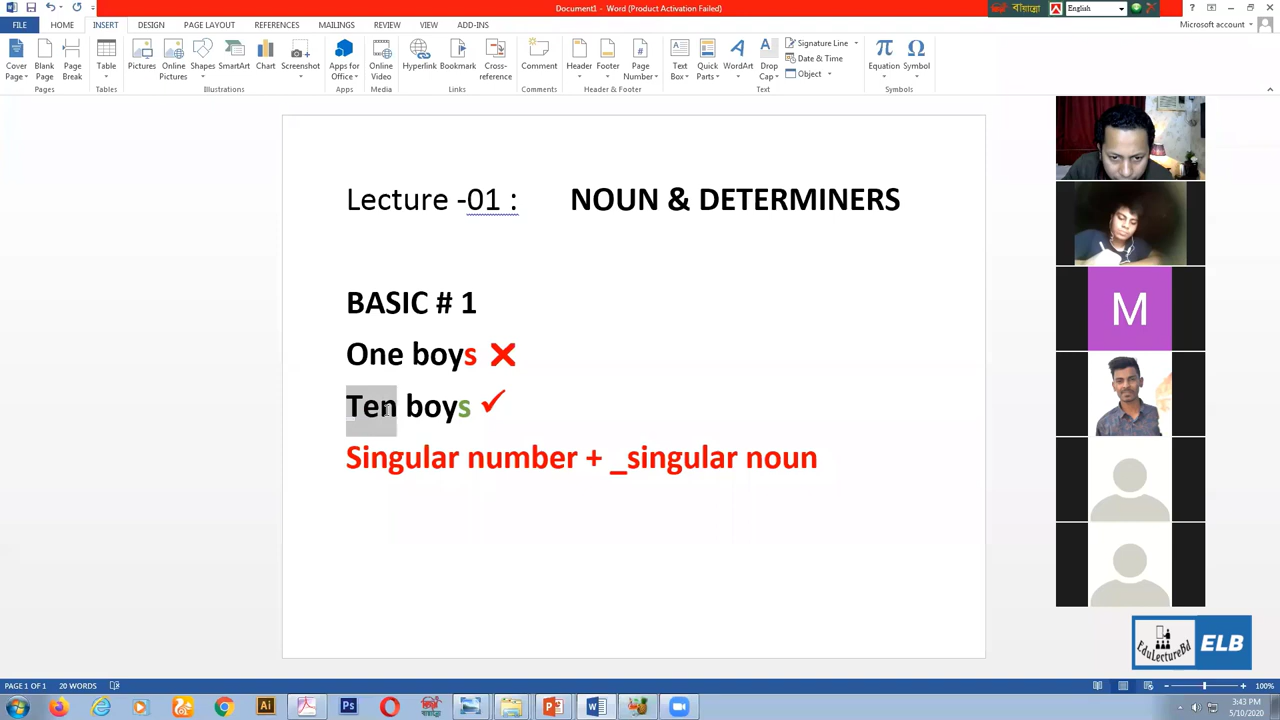 Document1 - Word (Product Activation Failed)
বায়ান্নো English
FILE HOME INSERT DESIGN PAGE LAYOUT REFERENCES MAILINGS REVIEW VIEW ADD-INS Microsoft account
Cover Page Blank Page Page Break Table Pictures Online Pictures Shapes SmartArt Chart Screenshot Apps for Office Online Video Hyperlink Bookmark Cross-reference Comment Header Footer Page Number Text Box Quick Parts WordArt Drop Cap Signature Line Date & Time Object Equation Symbol
Pages Tables Illustrations Apps Media Links Comments Header & Footer Text Symbols
Lecture -01 : NOUN & DETERMINERS
BASIC # 1
One boys ✕
Ten boys ✓
Singular number + _singular noun
M
EduLectureBd ELB
PAGE 1 OF 1 20 WORDS 100%
Ai Ps
3:43 PM
5/10/2020